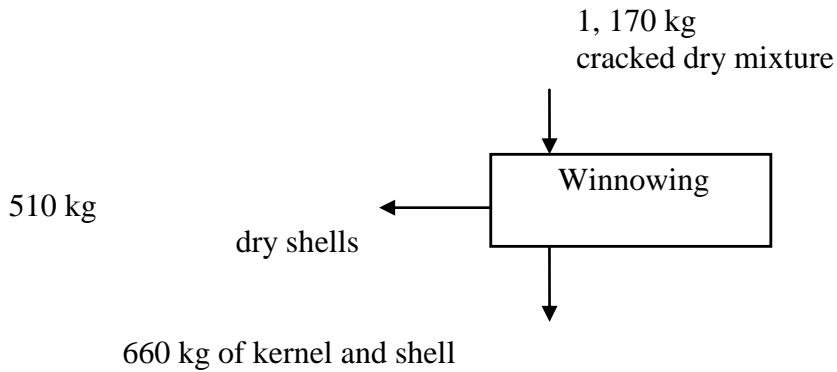 1, 170 kg
cracked dry mixture
Winnowing
510 kg
dry shells
660 kg of kernel and shell